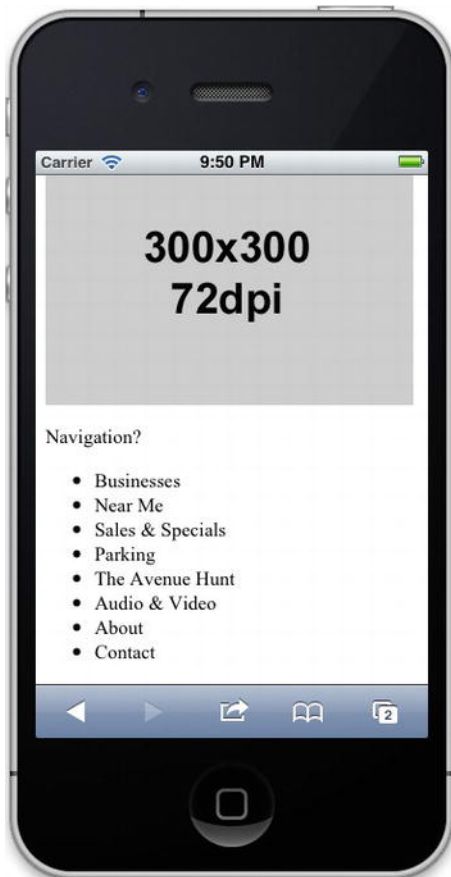 Carrier 9:50 PM
300x300
72dpi
Navigation?
Businesses
Near Me
Sales & Specials
Parking
The Avenue Hunt
Audio & Video
About
Contact
2